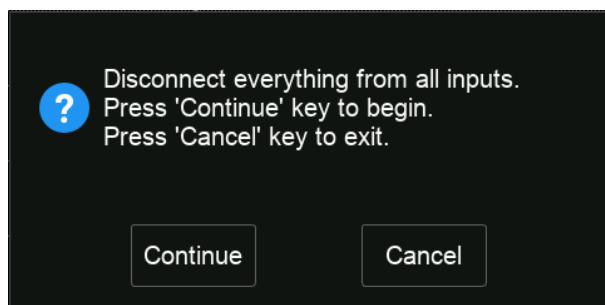 Disconnect everything from all inputs.
Press 'Continue' key to begin.
Press 'Cancel' key to exit.
Continue
Cancel